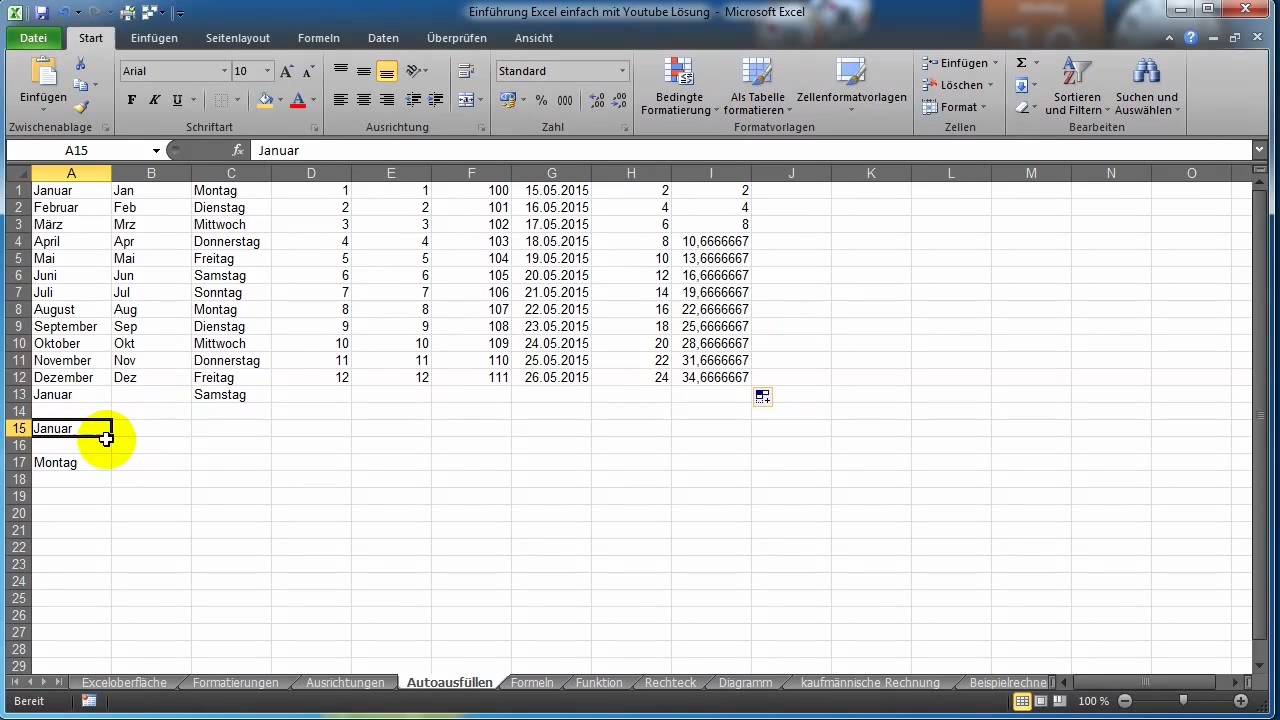 Einführung Excel einfach mit Youtube Lösung - Microsoft Excel
Datei Start Einfügen Seitenlayout Formeln Daten Überprüfen Ansicht
Einfügen
Zwischenablage
Arial 10
F K U
Schriftart
Ausrichtung
Standard
% 000
Zahl
Bedingte Formatierung
Als Tabelle formatieren
Zellenformatvorlagen
Formatvorlagen
Einfügen
Löschen
Format
Zellen
Σ
Sortieren und Filtern
Suchen und Auswählen
Bearbeiten
A15 fx Januar
A B C D E F G H I J K L M N O
1 Januar Jan Montag 1 1 100 15.05.2015 2 2
2 Februar Feb Dienstag 2 2 101 16.05.2015 4 4
3 März Mrz Mittwoch 3 3 102 17.05.2015 6 8
4 April Apr Donnerstag 4 4 103 18.05.2015 8 10,6666667
5 Mai Mai Freitag 5 5 104 19.05.2015 10 13,6666667
6 Juni Jun Samstag 6 6 105 20.05.2015 12 16,6666667
7 Juli Jul Sonntag 7 7 106 21.05.2015 14 19,6666667
8 August Aug Montag 8 8 107 22.05.2015 16 22,6666667
9 September Sep Dienstag 9 9 108 23.05.2015 18 25,6666667
10 Oktober Okt Mittwoch 10 10 109 24.05.2015 20 28,6666667
11 November Nov Donnerstag 11 11 110 25.05.2015 22 31,6666667
12 Dezember Dez Freitag 12 12 111 26.05.2015 24 34,6666667
13 Januar Samstag
14
15 Januar
16
17 Montag
18
19
20
21
22
23
24
25
26
27
28
29
Exceloberfläche Formatierungen Ausrichtungen Autoausfüllen Formeln Funktion Rechteck Diagramm kaufmännische Rechnung Beispielrechne
Bereit 100 %